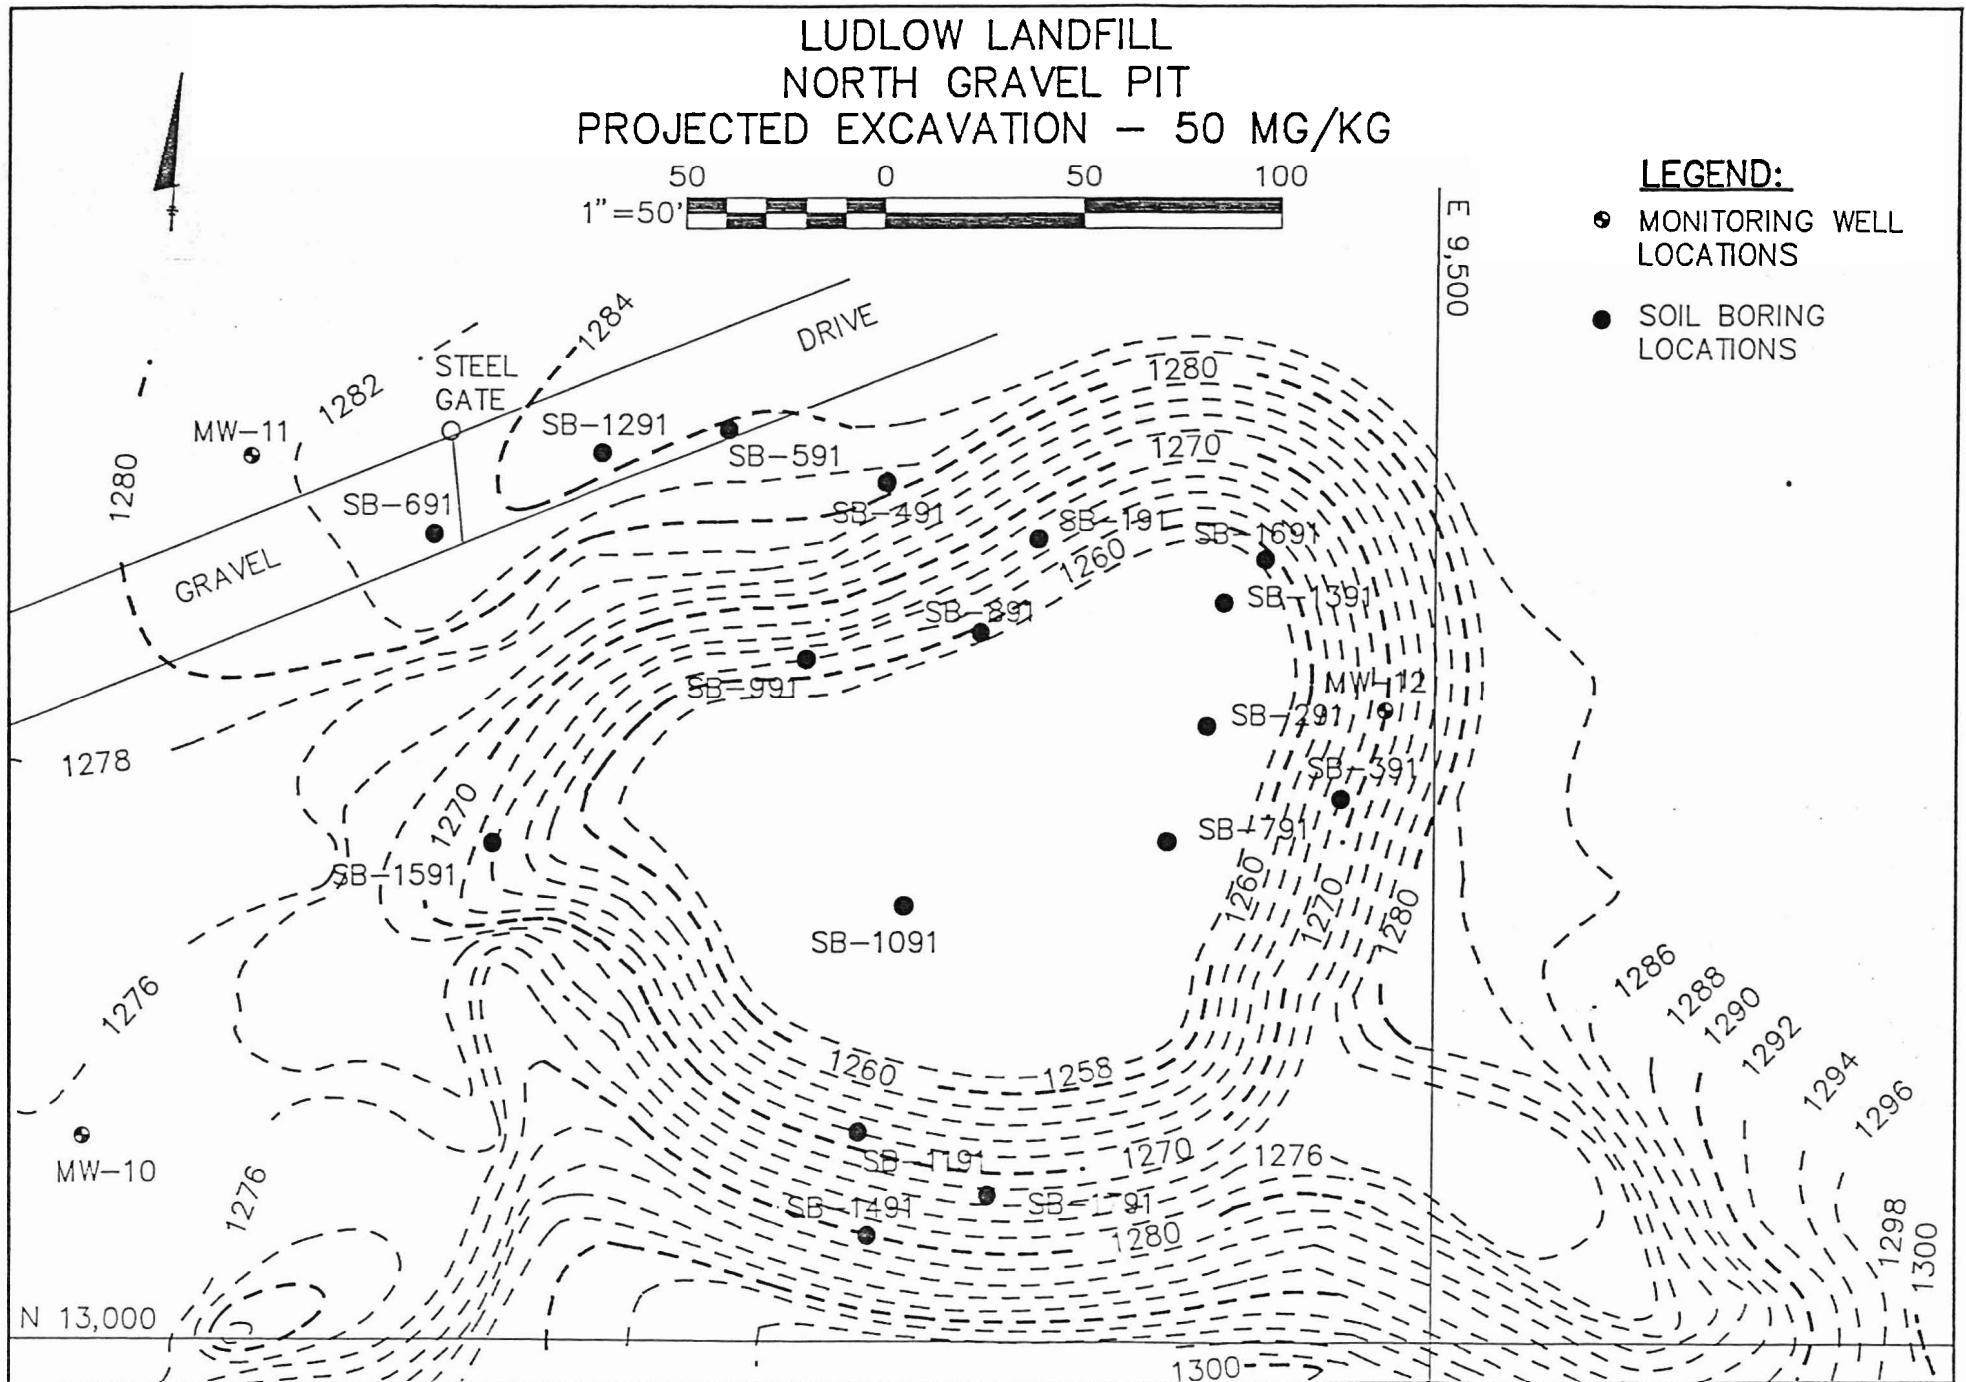 LUDLOW LANDFILL
NORTH GRAVEL PIT
PROJECTED EXCAVATION – 50 MG/KG
50 0 50 100
1"=50'
E 9,500
LEGEND:
MONITORING WELL
LOCATIONS
SOIL BORING
LOCATIONS
1284
DRIVE
STEEL
GATE
1282
1280
MW-11
SB-1291
SB-591
1270
1280
SB-691
SB-491
SB-191
SB-1691
GRAVEL
1260
SB-1391
SB-891
SB-991
MW-12
SB-291
1278
SB-391
1270
SB-791
SB-1591
1260
1270
1280
SB-1091
1286
1288
1290
1292
1294
1296
1276
1260
1258
MW-10
SB-1191
1270
1276
1276
SB-1491
SB-1791
1280
1298
1300
N 13,000
1300